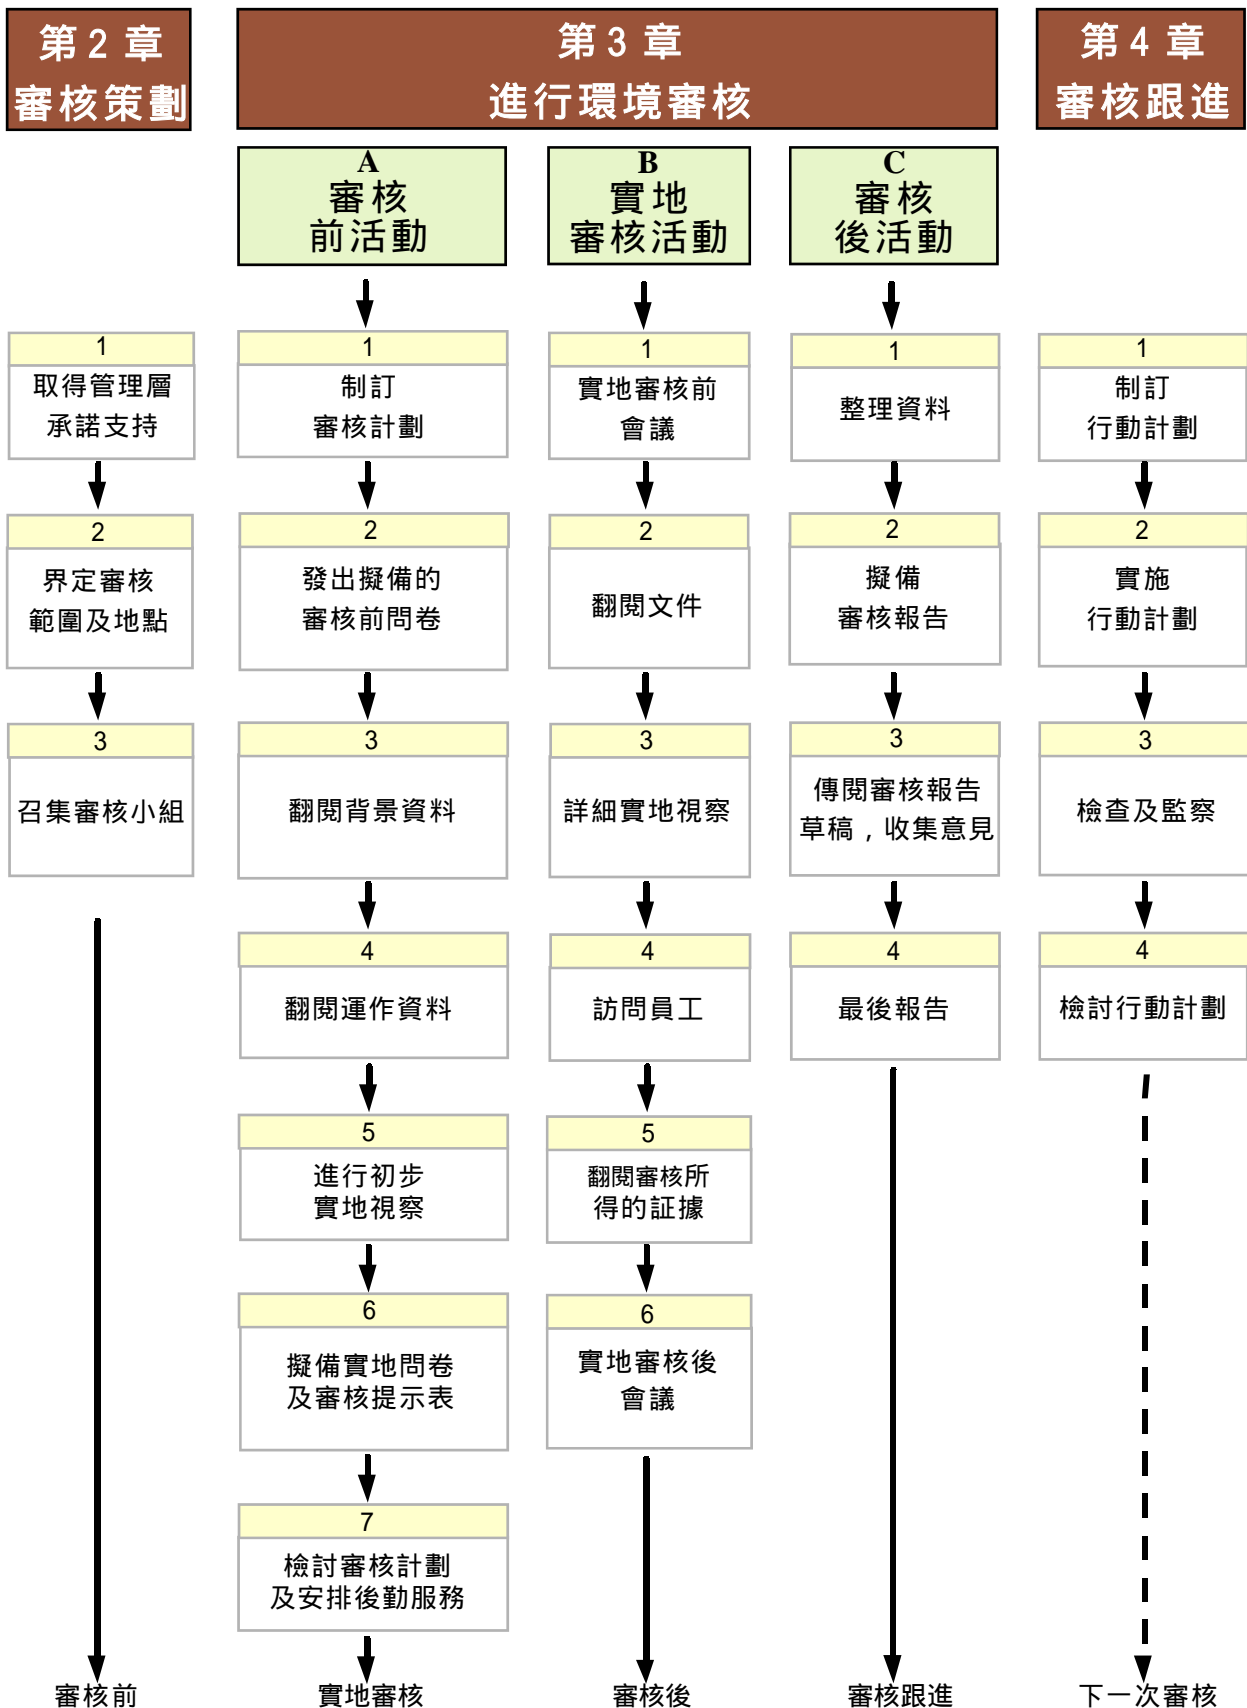 第2章
審核策劃
第3章
進行環境審核
第4章
審核跟進
A
審核
前活動
B
實地
審核活動
C
審核
後活動
1
取得管理層
承諾支持
2
界定審核
範圍及地點
3
召集審核小組
審核前
1
制訂
審核計劃
2
發出擬備的
審核前問卷
3
翻閱背景資料
4
翻閱運作資料
5
進行初步
實地視察
6
擬備實地問卷
及審核提示表
7
檢討審核計劃
及安排後勤服務
實地審核
1
實地審核前
會議
2
翻閱文件
3
詳細實地視察
4
訪問員工
5
翻閱審核所
得的証據
6
實地審核後
會議
審核後
1
整理資料
2
擬備
審核報告
3
傳閱審核報告
草稿，收集意見
4
最後報告
審核跟進
1
制訂
行動計劃
2
實施
行動計劃
3
檢查及監察
4
檢討行動計劃
下一次審核